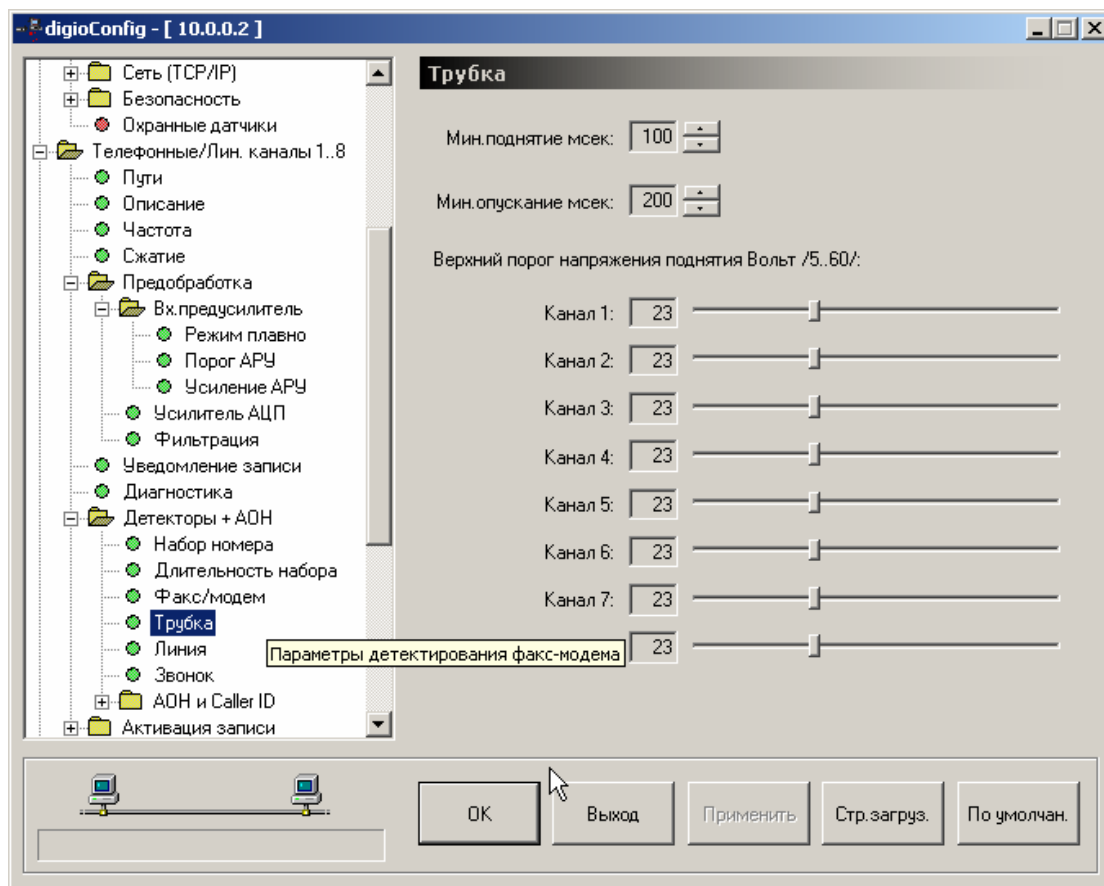 digioConfig - [ 10.0.0.2 ]
Сеть (TCP/IP)
Безопасность
Охранные датчики
Телефонные/Лин. каналы 1..8
Пути
Описание
Частота
Сжатие
Предобработка
Вх.предусилитель
Режим плавно
Порог АРУ
Усиление АРУ
Усилитель АЦП
Фильтрация
Уведомление записи
Диагностика
Детекторы + АОН
Набор номера
Длительность набора
Факс/модем
Трубка
Линия
Звонок
АОН и Caller ID
Активация записи
Параметры детектирования факс-модема
Трубка
Мин.поднятие мсек: 100
Мин.опускание мсек: 200
Верхний порог напряжения поднятия Вольт /5..60/:
Канал 1: 23
Канал 2: 23
Канал 3: 23
Канал 4: 23
Канал 5: 23
Канал 6: 23
Канал 7: 23
23
OK
Выход
Применить
Стр.загруз.
По умолчан.